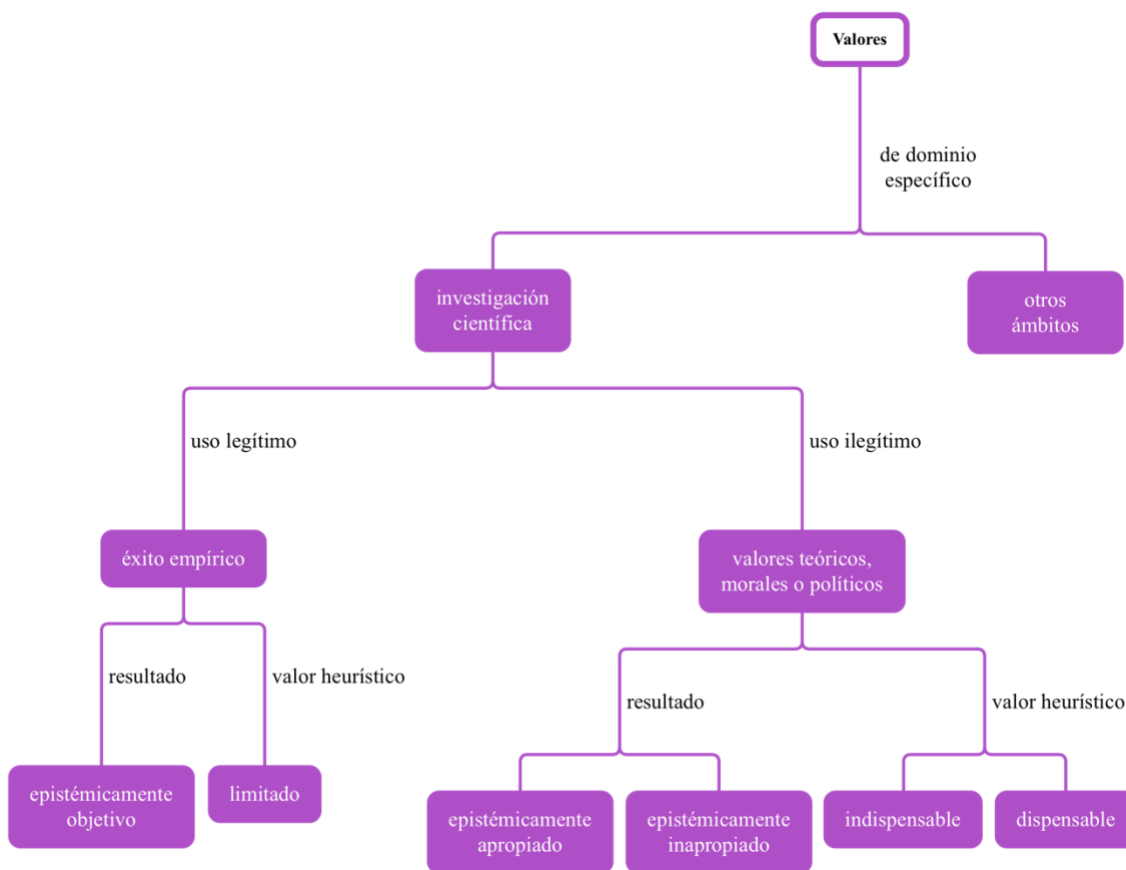 Valores
de dominio
específico
investigación
científica
otros
ámbitos
uso legítimo
uso ilegítimo
éxito empírico
valores teóricos,
morales o políticos
resultado
valor heurístico
resultado
valor heurístico
epistémicamente
objetivo
limitado
epistémicamente
apropiado
epistémicamente
inapropiado
indispensable
dispensable